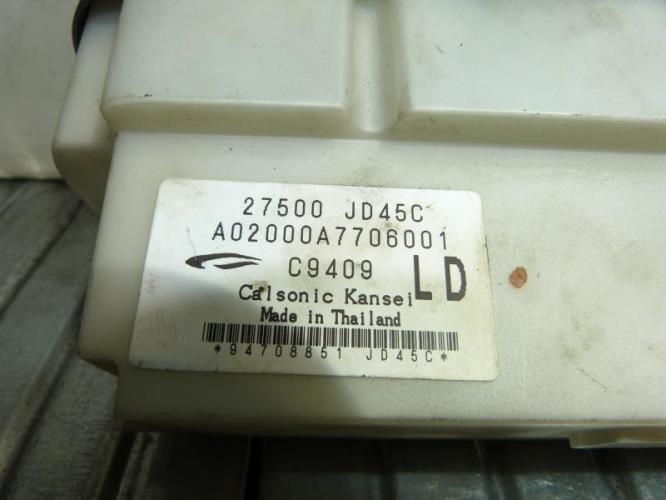 27500 JD45C
A02000A7706001
C9409 LD
Calsonic Kansei
Made in Thailand
*94708851 JD45C*